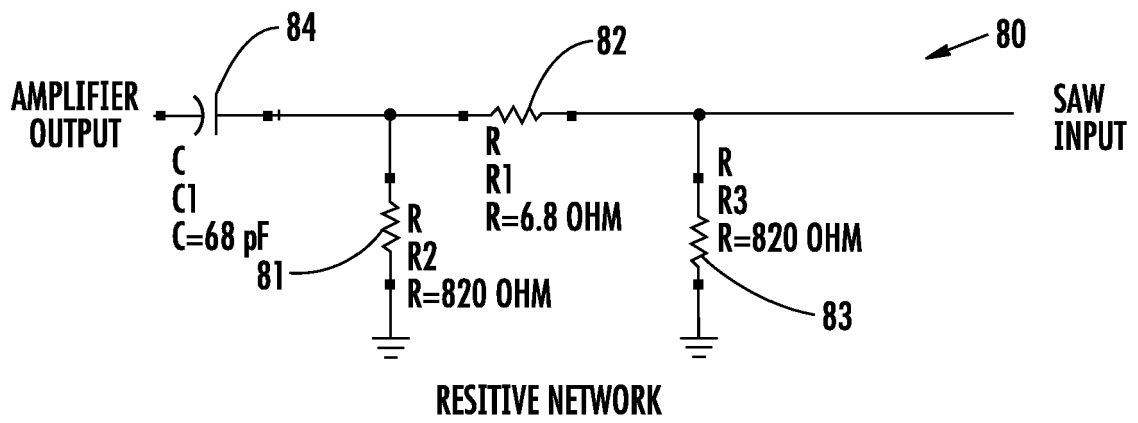 84
82
80
AMPLIFIER
OUTPUT
SAW
INPUT
C
C1
C=68 pF
R
R1
R=6.8 OHM
R
R3
R=820 OHM
81
R
R2
R=820 OHM
83
RESITIVE NETWORK